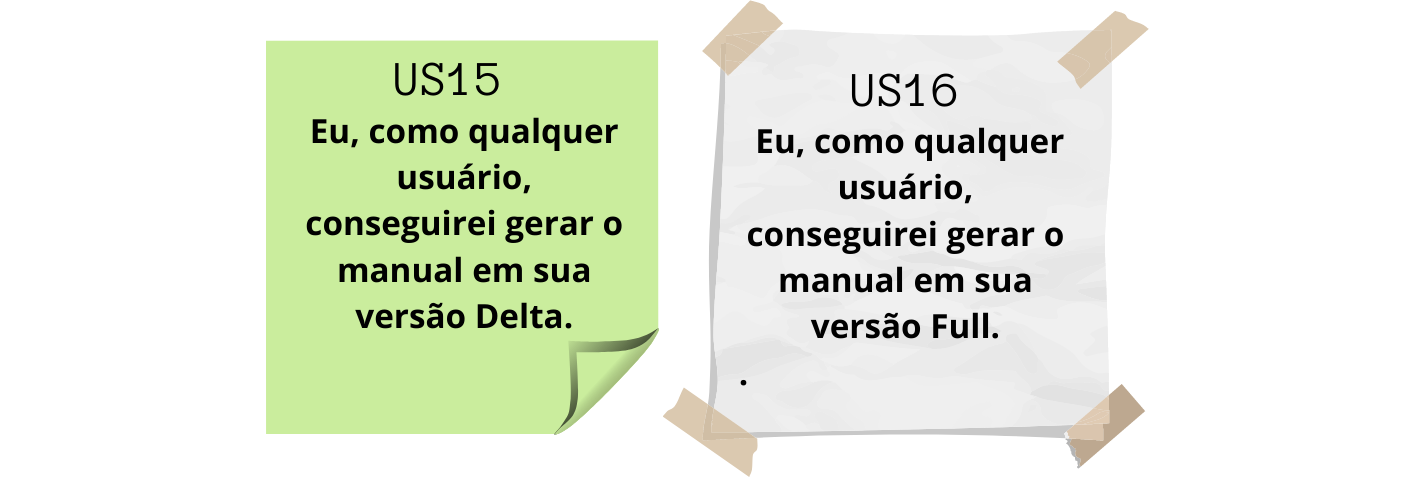 US15
Eu, como qualquer
usuário,
conseguirei gerar o
manual em sua
versão Delta.
US16
Eu, como qualquer
usuário,
conseguirei gerar o
manual em sua
versão Full.
.